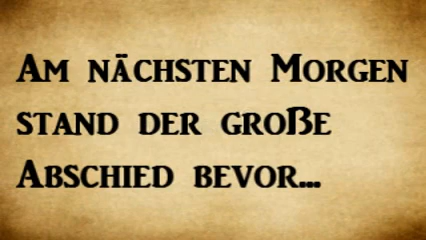 Am nächsten Morgen
stand der große
Abschied bevor...